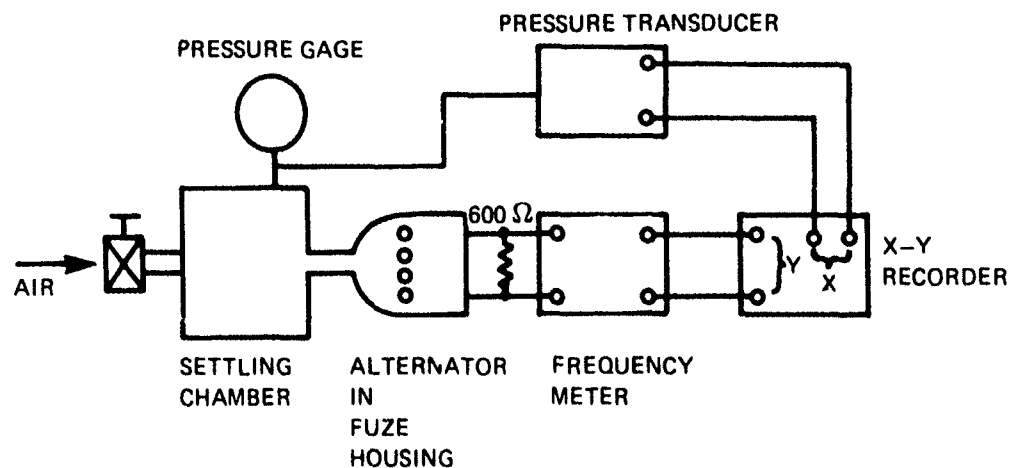 PRESSURE TRANSDUCER
PRESSURE GAGE
600 Ω
Y
X
X-Y
RECORDER
AIR
SETTLING
CHAMBER
ALTERNATOR
IN
FUZE
HOUSING
FREQUENCY
METER